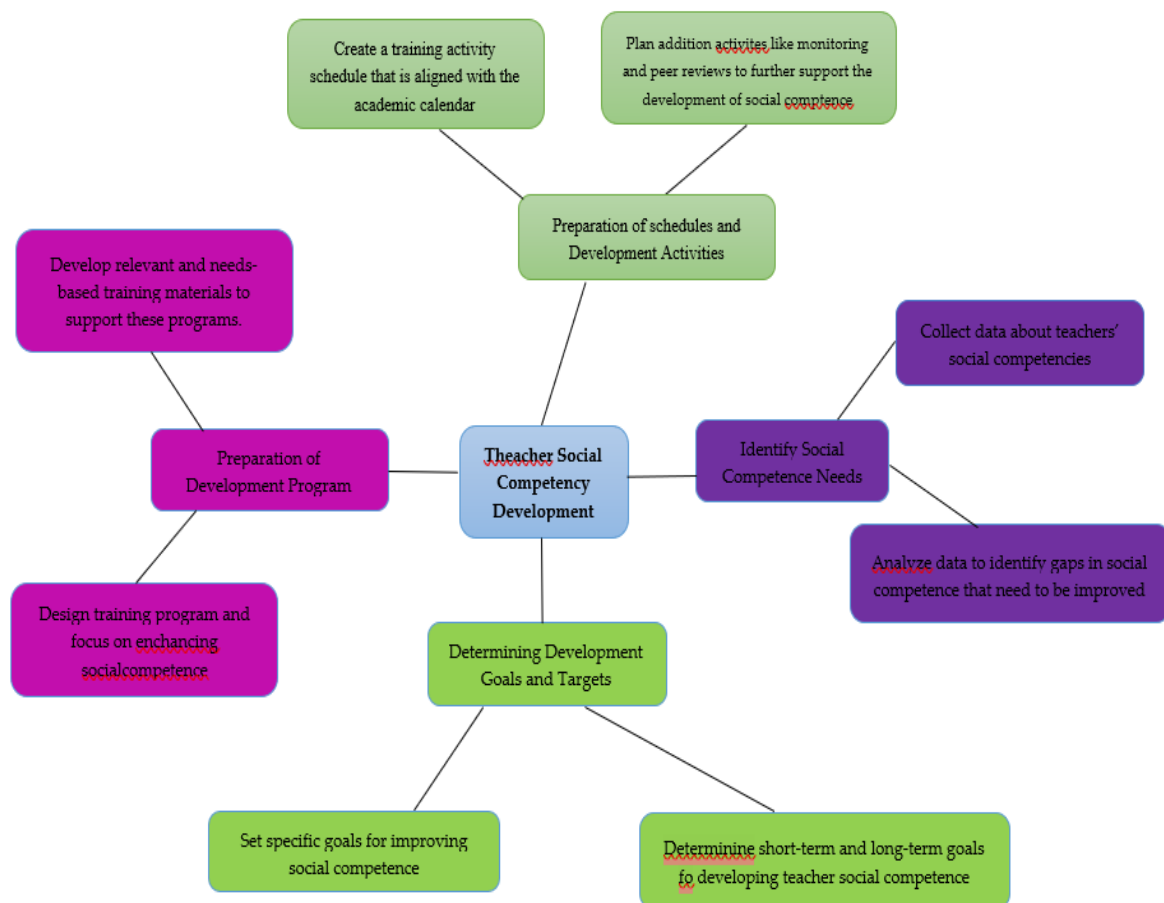 Create a training activity
schedule that is aligned with the
academic calendar
Plan addition activites like monitoring
and peer reviews to further support the
development of social comptence
Preparation of schedules and
Development Activities
Develop relevant and needs-
based training materials to
support these programs.
Collect data about teachers’
social competencies
Preparation of
Development Program
Theacher Social
Competency
Development
Identify Social
Competence Needs
Analyze data to identify gaps in social
competence that need to be improved
Design training program and
focus on enchancing
socialcompetence
Determining Development
Goals and Targets
Set specific goals for improving
social competence
Determinine short-term and long-term goals
fo developing teacher social competence